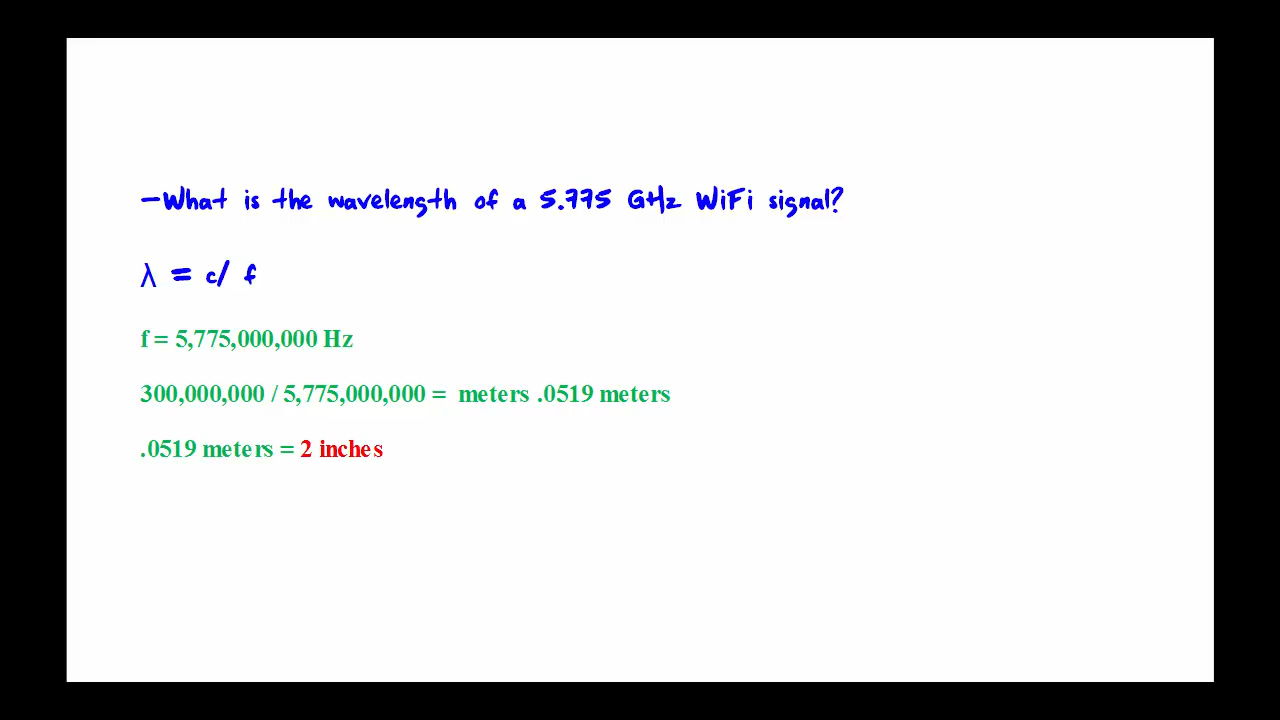 -What is the wavelength of a 5.775 GHz WiFi signal?
λ = c/ f
f = 5,775,000,000 Hz
300,000,000 / 5,775,000,000 =  meters .0519 meters
.0519 meters = 2 inches